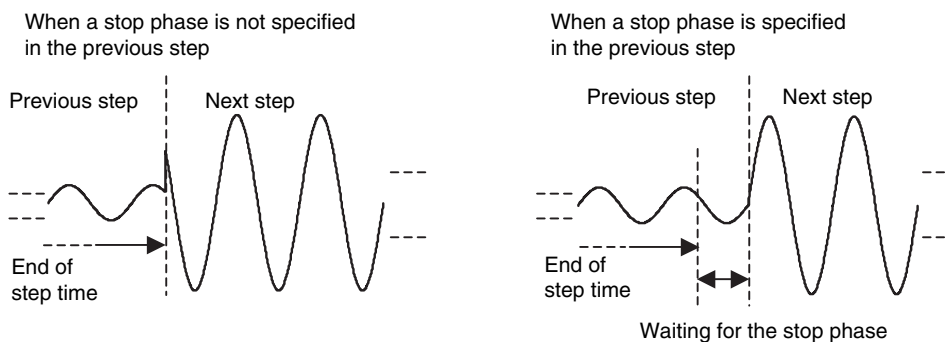 When a stop phase is not specified
in the previous step
Previous step
Next step
End of
step time
When a stop phase is specified
in the previous step
Previous step
Next step
End of
step time
Waiting for the stop phase